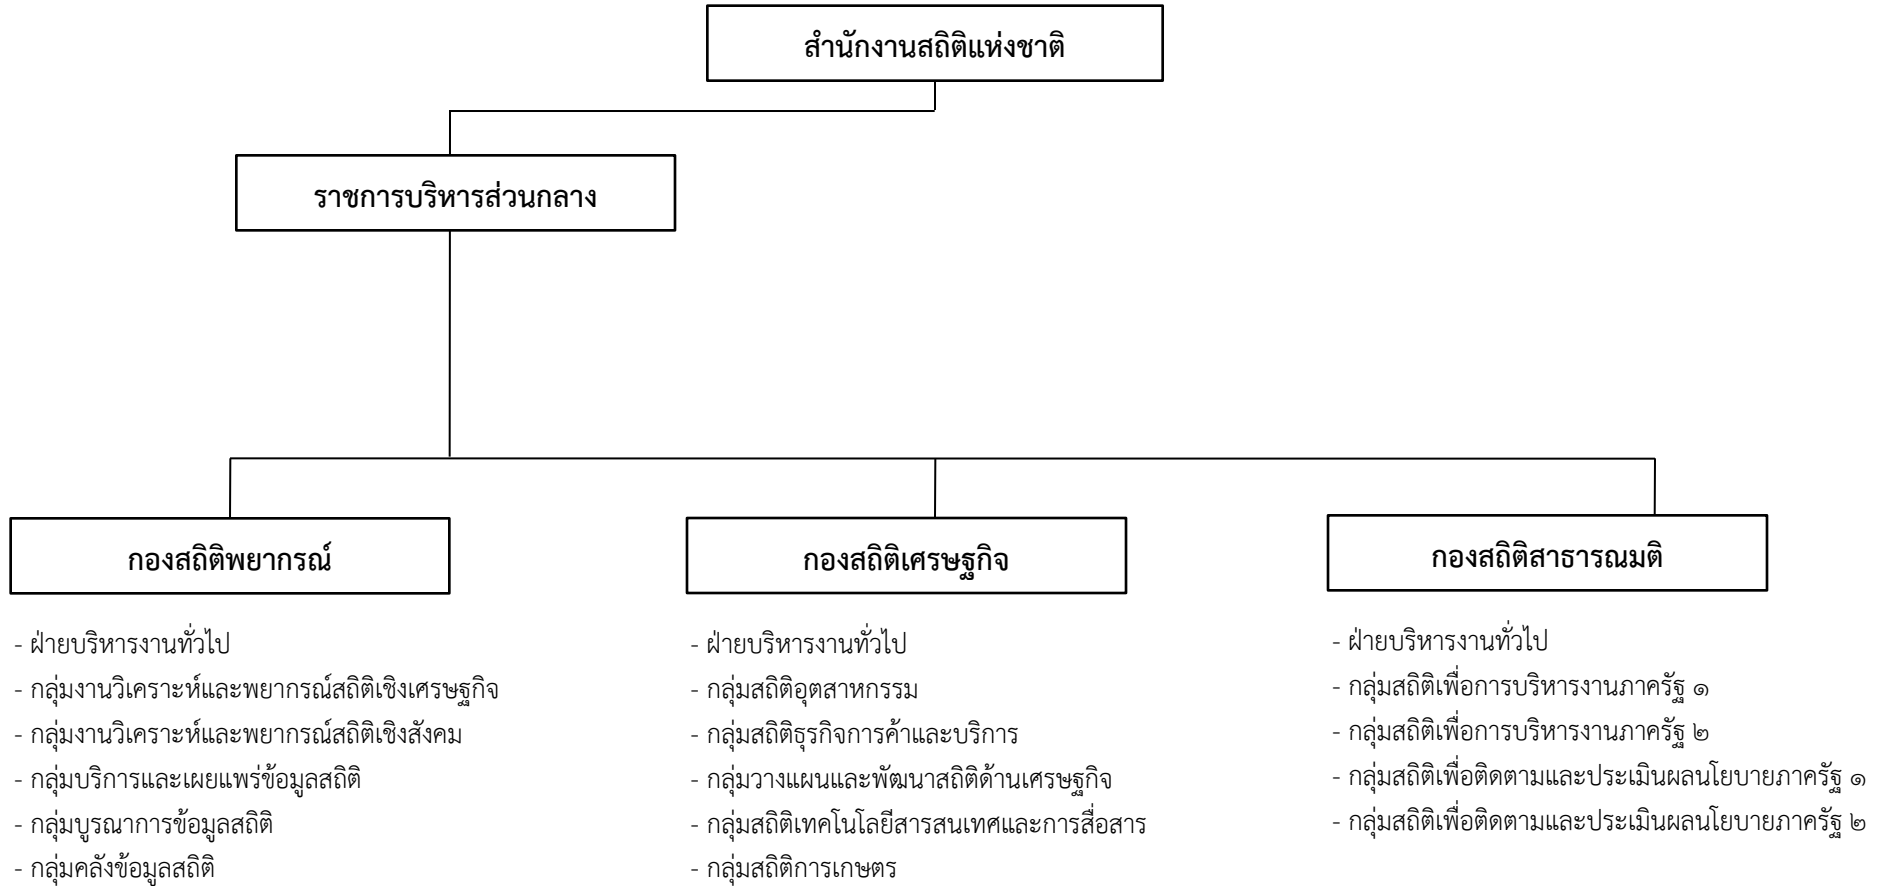 สำนักงานสถิติแห่งชาติ
ราชการบริหารส่วนกลาง
กองสถิติพยากรณ์
- ฝ่ายบริหารงานทั่วไป
- กลุ่มงานวิเคราะห์และพยากรณ์สถิติเชิงเศรษฐกิจ
- กลุ่มงานวิเคราะห์และพยากรณ์สถิติเชิงสังคม
- กลุ่มบริการและเผยแพร่ข้อมูลสถิติ
- กลุ่มบูรณาการข้อมูลสถิติ
- กลุ่มคลังข้อมูลสถิติ
กองสถิติเศรษฐกิจ
- ฝ่ายบริหารงานทั่วไป
- กลุ่มสถิติอุตสาหกรรม
- กลุ่มสถิติธุรกิจการค้าและบริการ
- กลุ่มวางแผนและพัฒนาสถิติด้านเศรษฐกิจ
- กลุ่มสถิติเทคโนโลยีสารสนเทศและการสื่อสาร
- กลุ่มสถิติการเกษตร
กองสถิติสาธารณมติ
- ฝ่ายบริหารงานทั่วไป
- กลุ่มสถิติเพื่อการบริหารงานภาครัฐ ๑
- กลุ่มสถิติเพื่อการบริหารงานภาครัฐ ๒
- กลุ่มสถิติเพื่อติดตามและประเมินผลนโยบายภาครัฐ ๑
- กลุ่มสถิติเพื่อติดตามและประเมินผลนโยบายภาครัฐ ๒